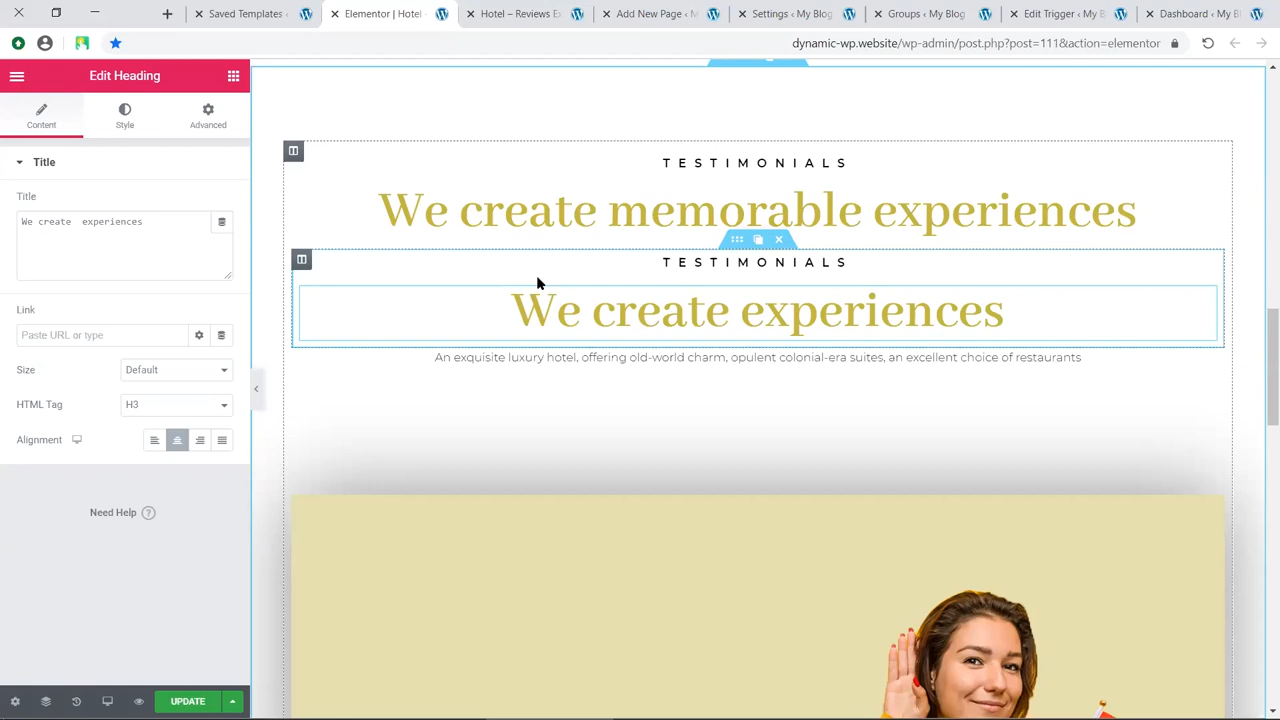 Saved Templates
Elementor | Hotel -
Hotel – Reviews Ex
Add New Page ‹ M
Settings ‹ My Blog
Groups ‹ My Blog
Edit Trigger ‹ My B
Dashboard ‹ My B
dynamic-wp.website/wp-admin/post.php?post=111&action=elementor
Edit Heading
Content
Style
Advanced
Title
Title
We create  experiences
Link
Paste URL or type
Size
Default
HTML Tag
H3
Alignment
Need Help ?
UPDATE
TESTIMONIALS
We create memorable experiences
TESTIMONIALS
We create experiences
An exquisite luxury hotel, offering old-world charm, opulent colonial-era suites, an excellent choice of restaurants